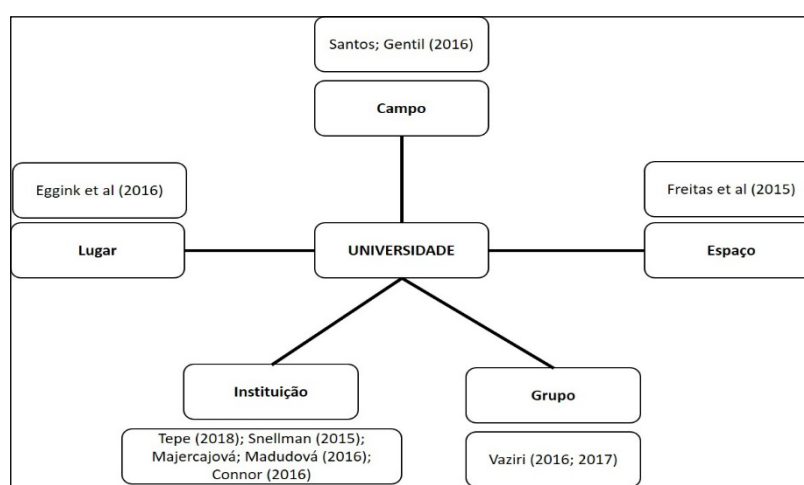 Santos; Gentil (2016)
Campo
Eggink et al (2016)
Lugar
UNIVERSIDADE
Freitas et al (2015)
Espaço
Instituição
Tepe (2018); Snellman (2015);
Majercajová; Madudová (2016);
Connor (2016)
Grupo
Vaziri (2016; 2017)